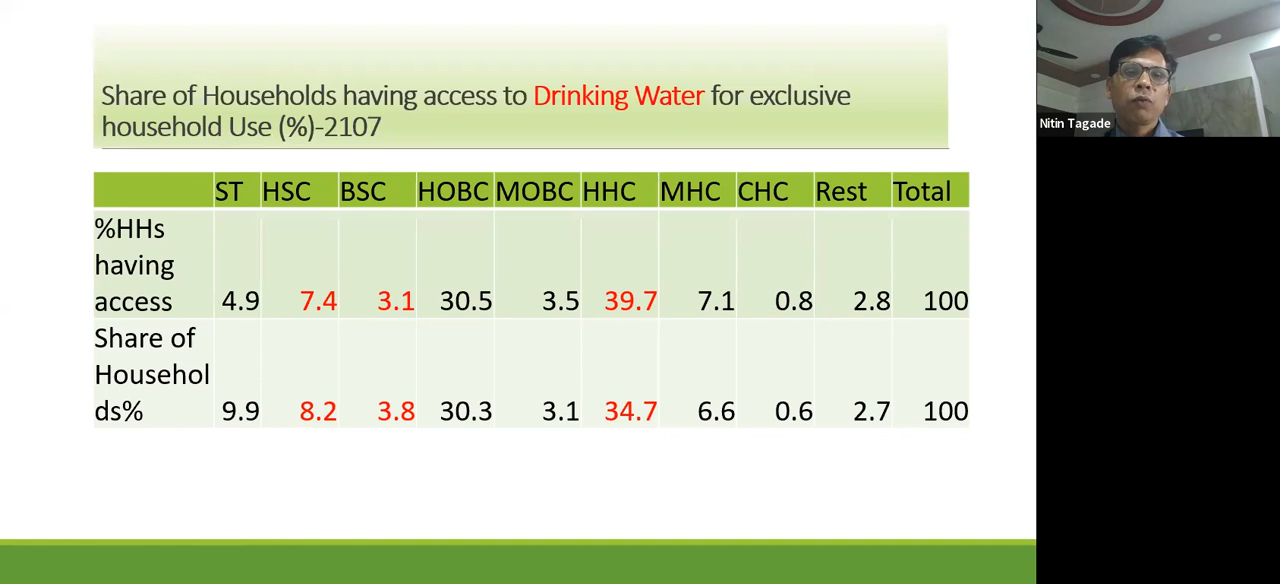 Share of Households having access to Drinking Water for exclusive
household Use (%)-2107
ST HSC BSC HOBC MOBC HHC MHC CHC Rest Total
%HHs
having
access 4.9 7.4 3.1 30.5 3.5 39.7 7.1 0.8 2.8 100
Share of
Househol
ds% 9.9 8.2 3.8 30.3 3.1 34.7 6.6 0.6 2.7 100
Nitin Tagade